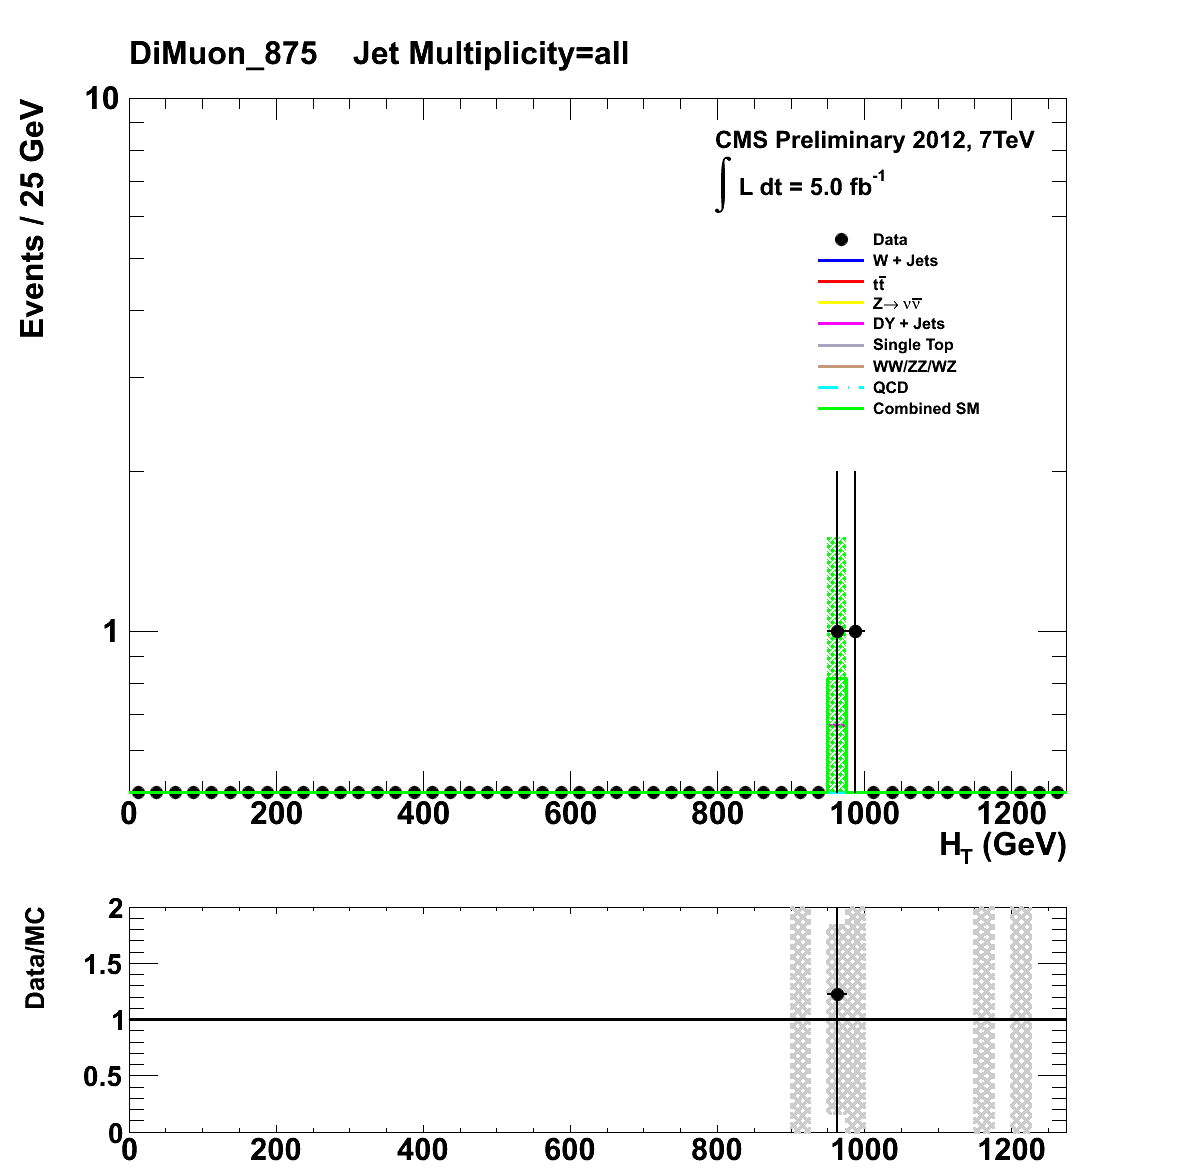 DiMuon_875 Jet Multiplicity=all
Events / 25 GeV
10
1
CMS Preliminary 2012, 7TeV
∫ L dt = 5.0 fb⁻¹
Data
W + Jets
tt̅
Z→ νν̅
DY + Jets
Single Top
WW/ZZ/WZ
QCD
Combined SM
0 200 400 600 800 1000 1200
H_T (GeV)
Data/MC
2
1.5
1
0.5
0
0 200 400 600 800 1000 1200